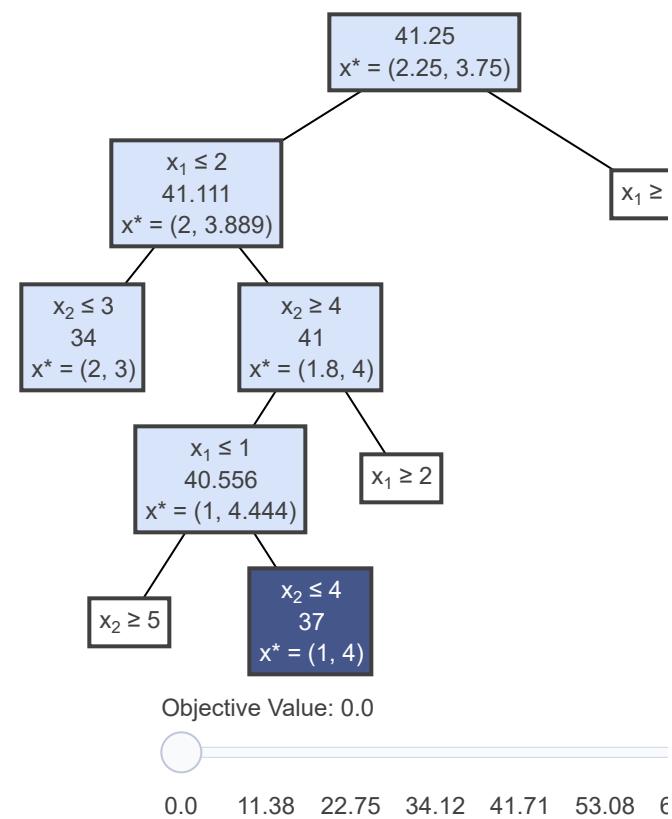 41.25
x* = (2.25, 3.75)
x₁ ≤ 2
41.111
x* = (2, 3.889)
x₁ ≥
x₂ ≤ 3
34
x* = (2, 3)
x₂ ≥ 4
41
x* = (1.8, 4)
x₁ ≤ 1
40.556
x* = (1, 4.444)
x₁ ≥ 2
x₂ ≥ 5
x₂ ≤ 4
37
x* = (1, 4)
Objective Value: 0.0
0.0 11.38 22.75 34.12 41.71 53.08